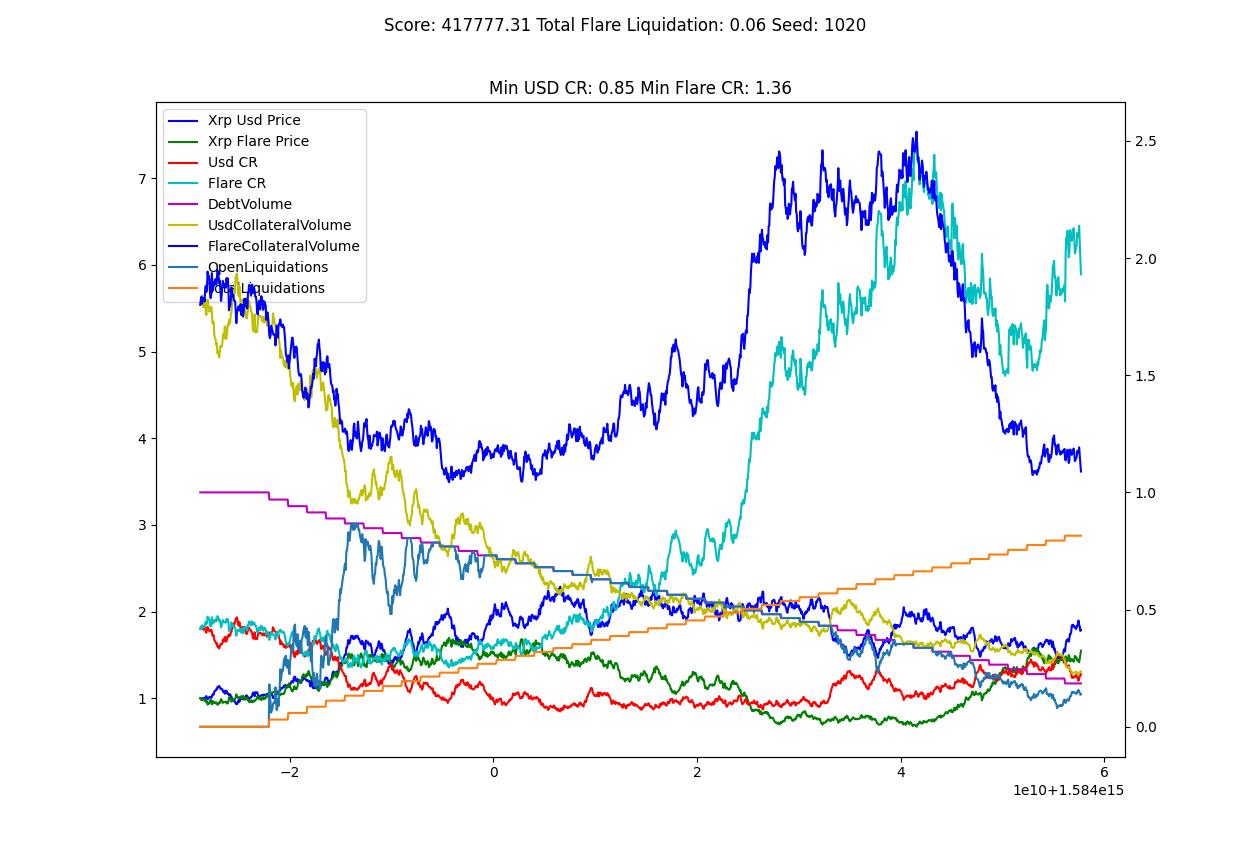 Score: 417777.31 Total Flare Liquidation: 0.06 Seed: 1020
Min USD CR: 0.85 Min Flare CR: 1.36
Xrp Usd Price
Xrp Flare Price
Usd CR
Flare CR
DebtVolume
UsdCollateralVolume
FlareCollateralVolume
OpenLiquidations
Liquidations
7
6
5
4
3
2
1
2.5
2.0
1.5
1.0
0.5
0.0
−2
0
2
4
6
1e10+1.584e15